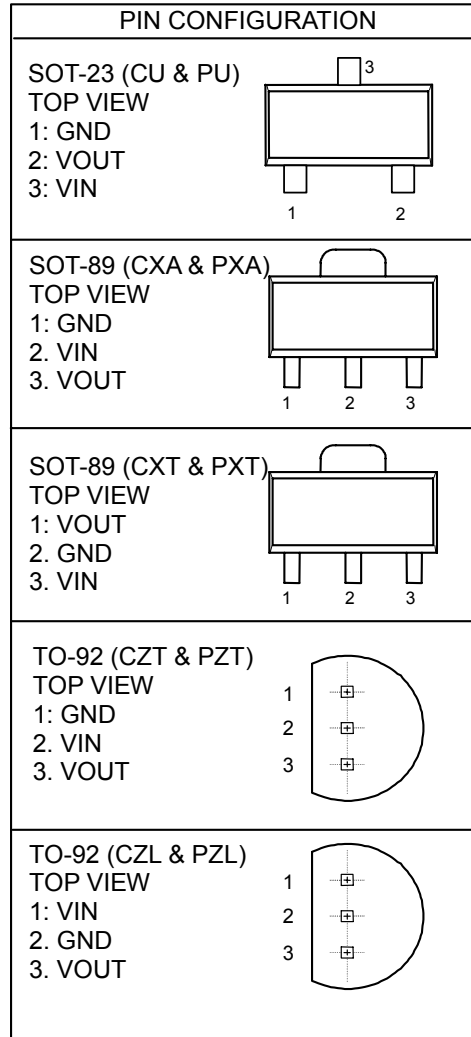 PIN CONFIGURATION
SOT-23 (CU & PU)
TOP VIEW
1: GND
2: VOUT
3: VIN
3
1 2
SOT-89 (CXA & PXA)
TOP VIEW
1: GND
2. VIN
3. VOUT
1 2 3
SOT-89 (CXT & PXT)
TOP VIEW
1: VOUT
2. GND
3. VIN
1 2 3
TO-92 (CZT & PZT)
TOP VIEW
1: GND
2. VIN
3. VOUT
1
2
3
TO-92 (CZL & PZL)
TOP VIEW
1: VIN
2. GND
3. VOUT
1
2
3